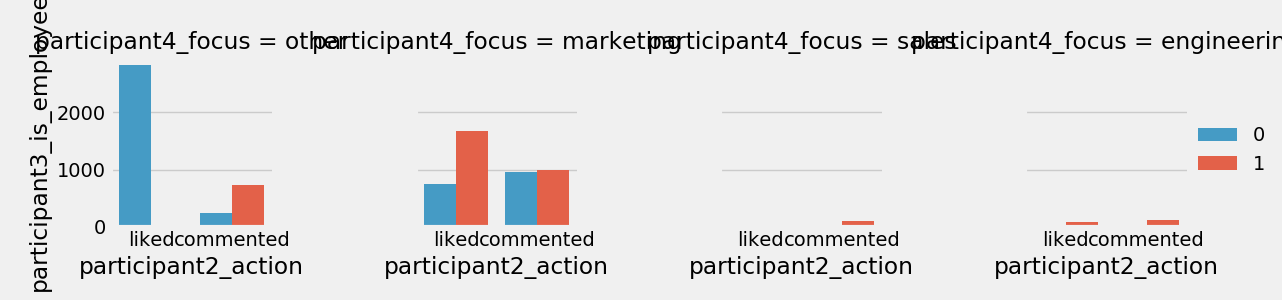 participant4_focus = other
participant4_focus = marketing
participant4_focus = sales
participant4_focus = engineerin
participant3_is_employee
2000
1000
0
liked commented
liked commented
liked commented
liked commented
participant2_action
participant2_action
participant2_action
participant2_action
0
1